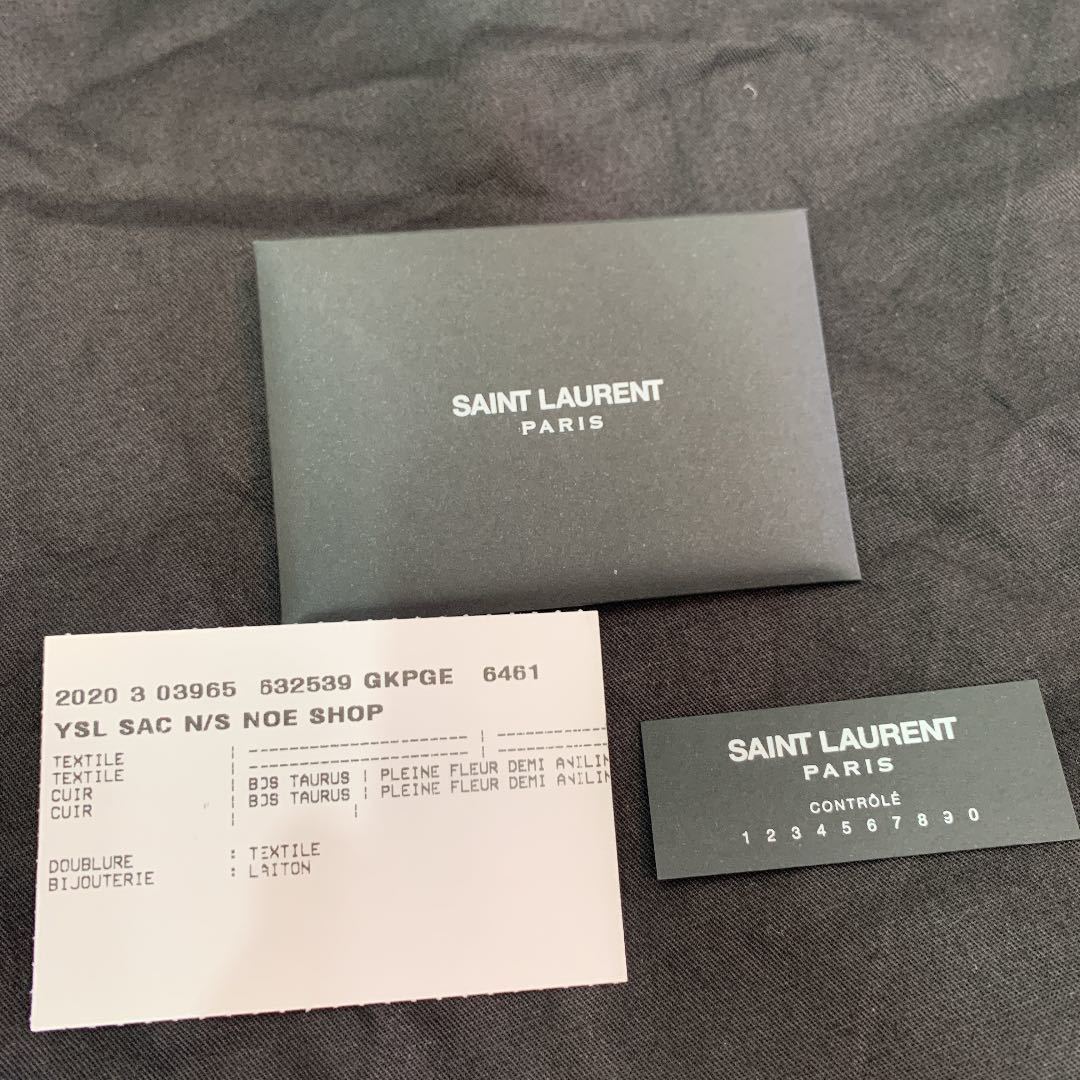 SAINT LAURENT
PARIS
2020 3 03965 632539 GKPGE 6461
YSL SAC N/S NOE SHOP
TEXTILE | ---------------------- | -----------
TEXTILE | ---------------------- | -----------
CUIR | BOS TAURUS | PLEINE FLEUR DEMI ANILIN
CUIR | BOS TAURUS | PLEINE FLEUR DEMI ANILIN
| |
DOUBLURE : TEXTILE
BIJOUTERIE : LAITON
SAINT LAURENT
PARIS
CONTRÔLÉ
1 2 3 4 5 6 7 8 9 0